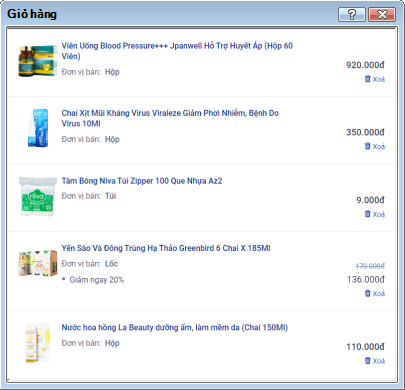 Giỏ hàng
Viên Uống Blood Pressure+++ Jpanwell Hỗ Trợ Huyết Áp (Hộp 60
Viên)
Đơn vị bán: Hộp
920.000đ
Xoá
Chai Xịt Mũi Kháng Virus Viraleze Giảm Phơi Nhiễm, Bệnh Do
Virus 10Ml
Đơn vị bán: Hộp
350.000đ
Xoá
Tăm Bông Niva Túi Zipper 100 Que Nhựa Az2
Đơn vị bán: Túi
niva
9.000đ
Xoá
Yến Sào Và Đông Trùng Hạ Thảo Greenbird 6 Chai X 185Ml
Đơn vị bán: Lốc
170.000đ
* Giảm ngay 20%
136.000đ
Xoá
Nước hoa hồng La Beauty dưỡng ẩm, làm mềm da (Chai 150Ml)
Đơn vị bán: Hộp
110.000đ
Xoá